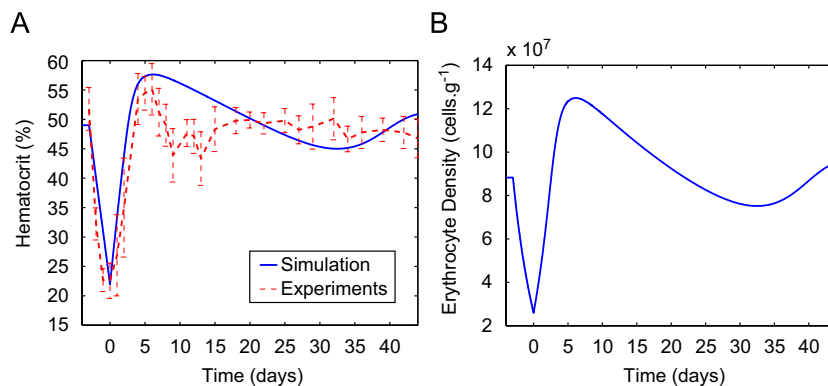 A
Hematocrit (%)
60
55
50
45
40
35
30
25
20
15
Simulation
Experiments
0 5 10 15 20 25 30 35 40
Time (days)
B
x 10⁷
Erythrocyte Density (cells.g⁻¹)
14
12
10
8
6
4
2
0 5 10 15 20 25 30 35 40
Time (days)